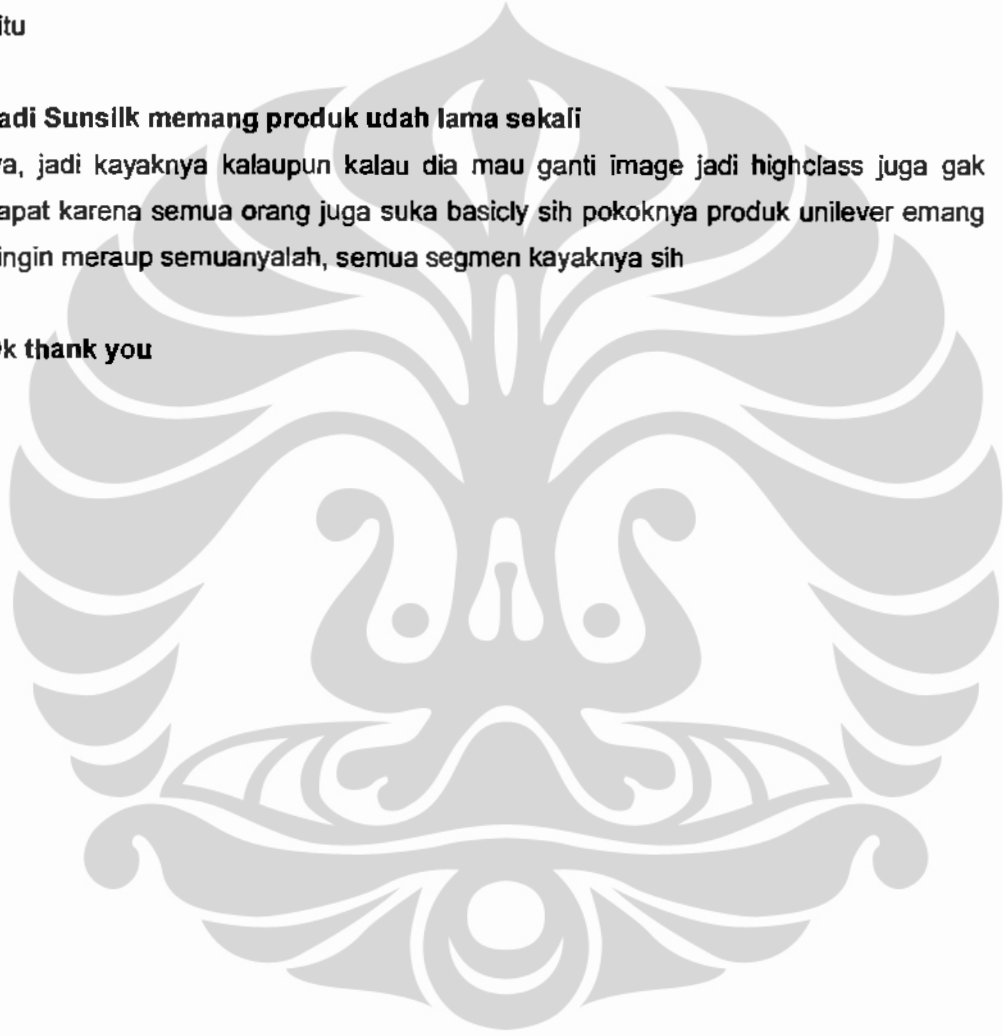 itu
adi Sunsilk memang produk udah lama sekali
a, jadi kayaknya kalaupun kalau dia mau ganti image jadi highclass juga gak
apat karena semua orang juga suka basicly sih pokoknya produk unilever emang
ingin meraup semuanyalah, semua segmen kayaknya sih
k thank you